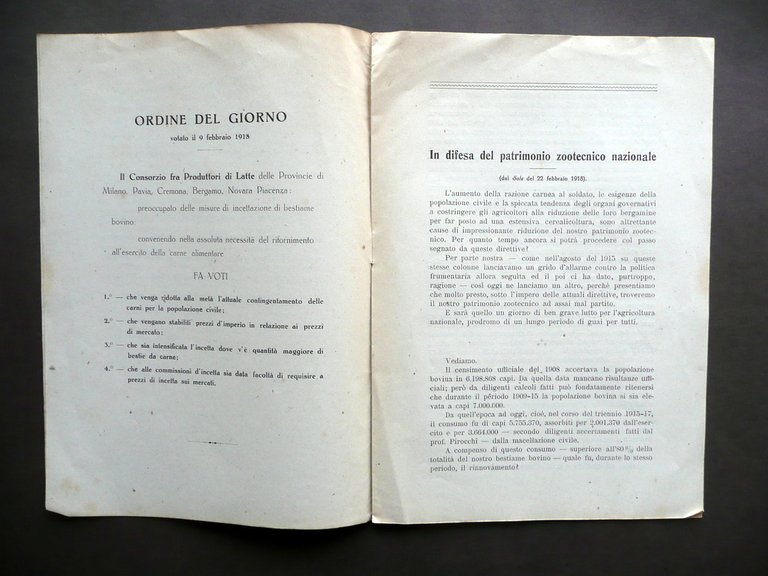 ORDINE DEL GIORNO
votato il 9 febbraio 1918
Il Consorzio fra Produttori di Latte delle Provincie di
Milano, Pavia, Cremona, Bergamo, Novara Piacenza:
preoccupato delle misure di incettazione di bestiame
bovino
convenendo nella assoluta necessità del rifornimento
all'esercito della carne alimentare
FA VOTI
1.° — che venga ridotta alla metà l'attuale contingentamento delle
carni per la popolazione civile;
2.° — che vengano stabiliti prezzi d'imperio in relazione ai prezzi
di mercato;
3.° — che sia intensificata l'incetta dove v'è quantità maggiore di
bestie da carne;
4.° — che alle commissioni d'incetta sia data facoltà di requisire a
prezzi di incetta sui mercati.
In difesa del patrimonio zootecnico nazionale
(dal Sole del 22 febbraio 1918).
L'aumento della razione carnea al soldato, le esigenze della
popolazione civile e la spiccata tendenza degli organi governativi
a costringere gli agricoltori alla riduzione delle loro bergamine
per far posto ad una estensiva cerealicoltura, sono altrettante
cause di impressionante riduzione del nostro patrimonio zootec-
nico. Per quanto tempo ancora si potrà procedere col passo
segnato da queste direttive?
Per parte nostra — come nell'agosto del 1915 su queste
stesse colonne lanciavamo un grido d'allarme contro la politica
frumentaria allora seguita ed il poi ci ha dato, purtroppo,
ragione — così oggi ne lanciamo un altro, perchè presentiamo
che molto presto, sotto l'impero delle attuali direttive, troveremo
il nostro patrimonio zootecnico ad assai mal partito.
E sarà quello un giorno di ben grave lutto per l'agricoltura
nazionale, prodromo di un lungo periodo di guai per tutti.
Vediamo.
Il censimento ufficiale del 1908 accertava la popolazione
bovina in 6.198.868 capi. Da quella data mancano risultanze uffi-
ciali; però da diligenti calcoli fatti può fondatamente ritenersi
che durante il periodo 1909-15 la popolazione bovina si sia ele-
vata a capi 7.000.000.
Da quell'epoca ad oggi, cioè, nel corso del triennio 1915-17,
il consumo fu di capi 5.755.370, assorbiti per 2.001.370 dall'eser-
cito e per 3.664.000 — secondo diligenti accertamenti fatti dal
prof. Pirocchi — dalla macellazione civile.
A compenso di questo consumo — superiore all'80 % della
totalità del nostro bestiame bovino — quale fu, durante lo stesso
periodo, il rinnovamento?